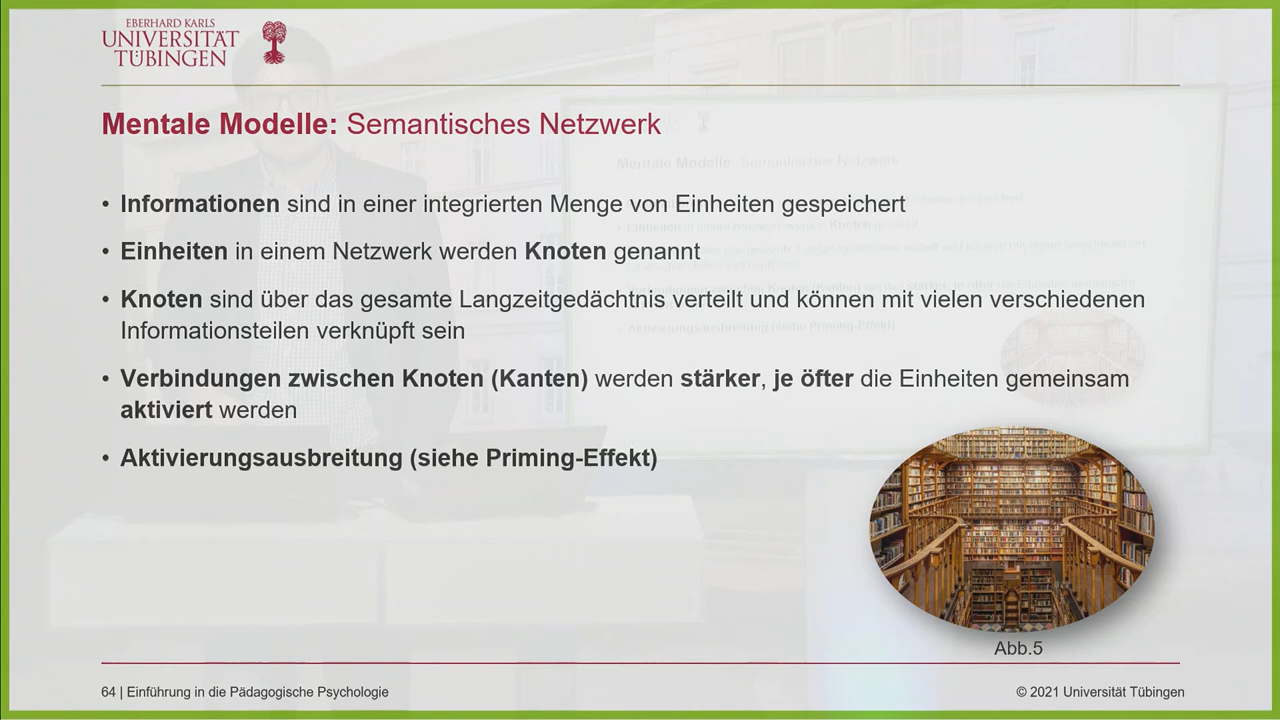 EBERHARD KARLS
UNIVERSITÄT
TÜBINGEN
Mentale Modelle: Semantisches Netzwerk
• Informationen sind in einer integrierten Menge von Einheiten gespeichert
• Einheiten in einem Netzwerk werden Knoten genannt
• Knoten sind über das gesamte Langzeitgedächtnis verteilt und können mit vielen verschiedenen
Informationsteilen verknüpft sein
• Verbindungen zwischen Knoten (Kanten) werden stärker, je öfter die Einheiten gemeinsam
aktiviert werden
• Aktivierungsausbreitung (siehe Priming-Effekt)
Abb.5
64 | Einführung in die Pädagogische Psychologie
© 2021 Universität Tübingen